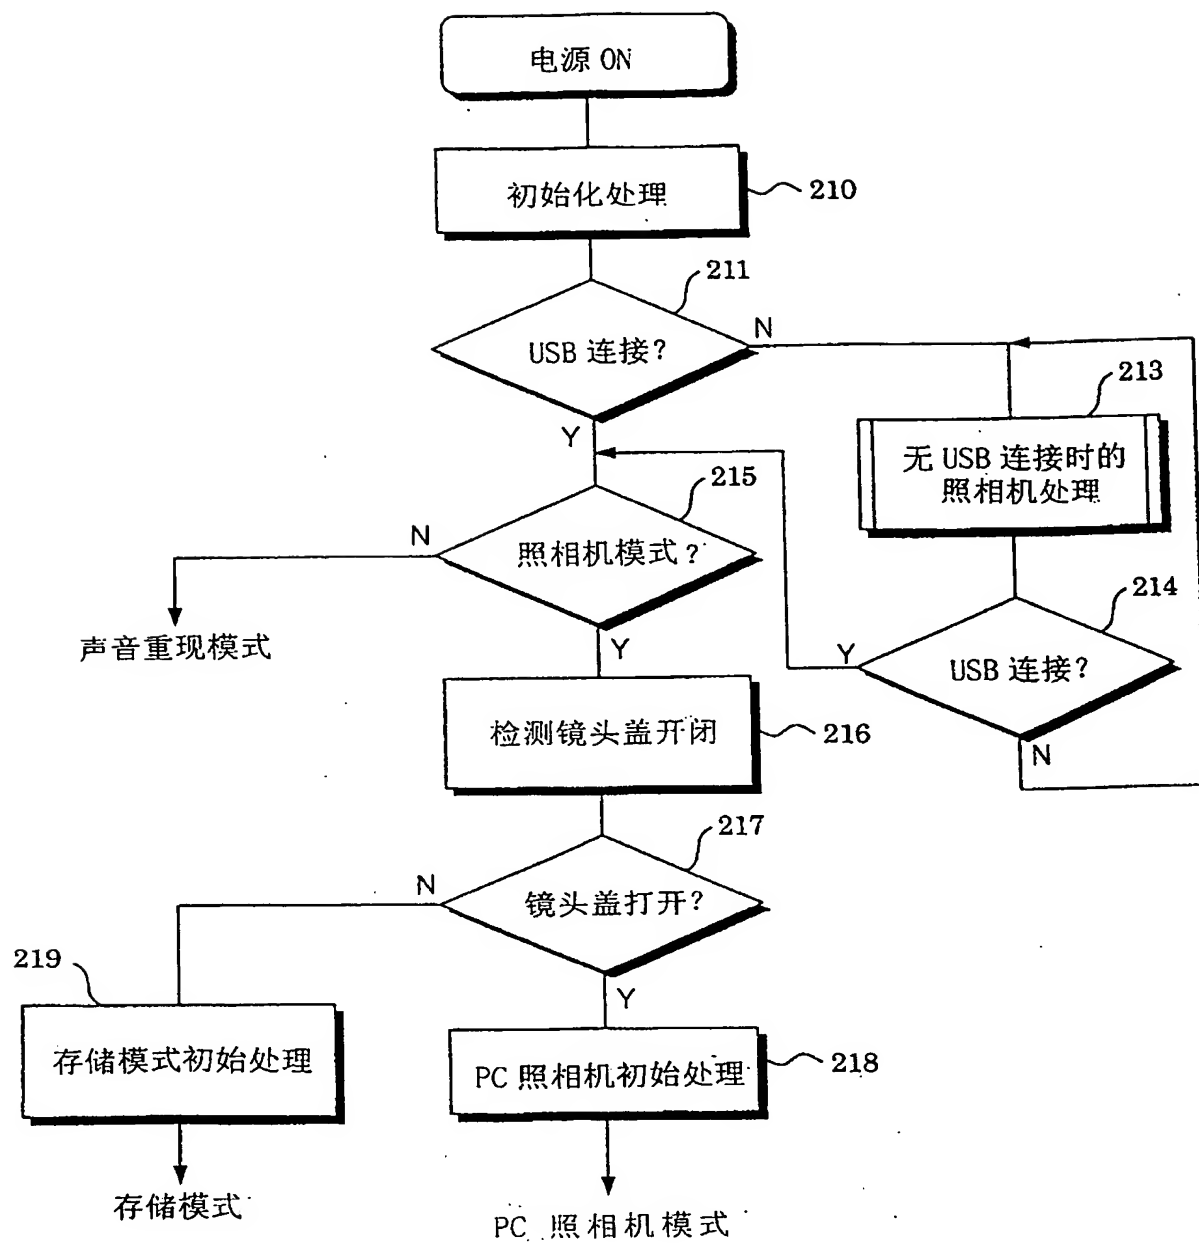 电源 ON
初始化处理
210
211
USB 连接?
N
Y
213
无 USB 连接时的
照相机处理
215
N
照相机模式?
Y
声音重现模式
214
Y
USB 连接?
N
检测镜头盖开闭
216
217
N
镜头盖打开?
Y
219
存储模式初始处理
PC 照相机初始处理
218
存储模式
PC 照相机模式